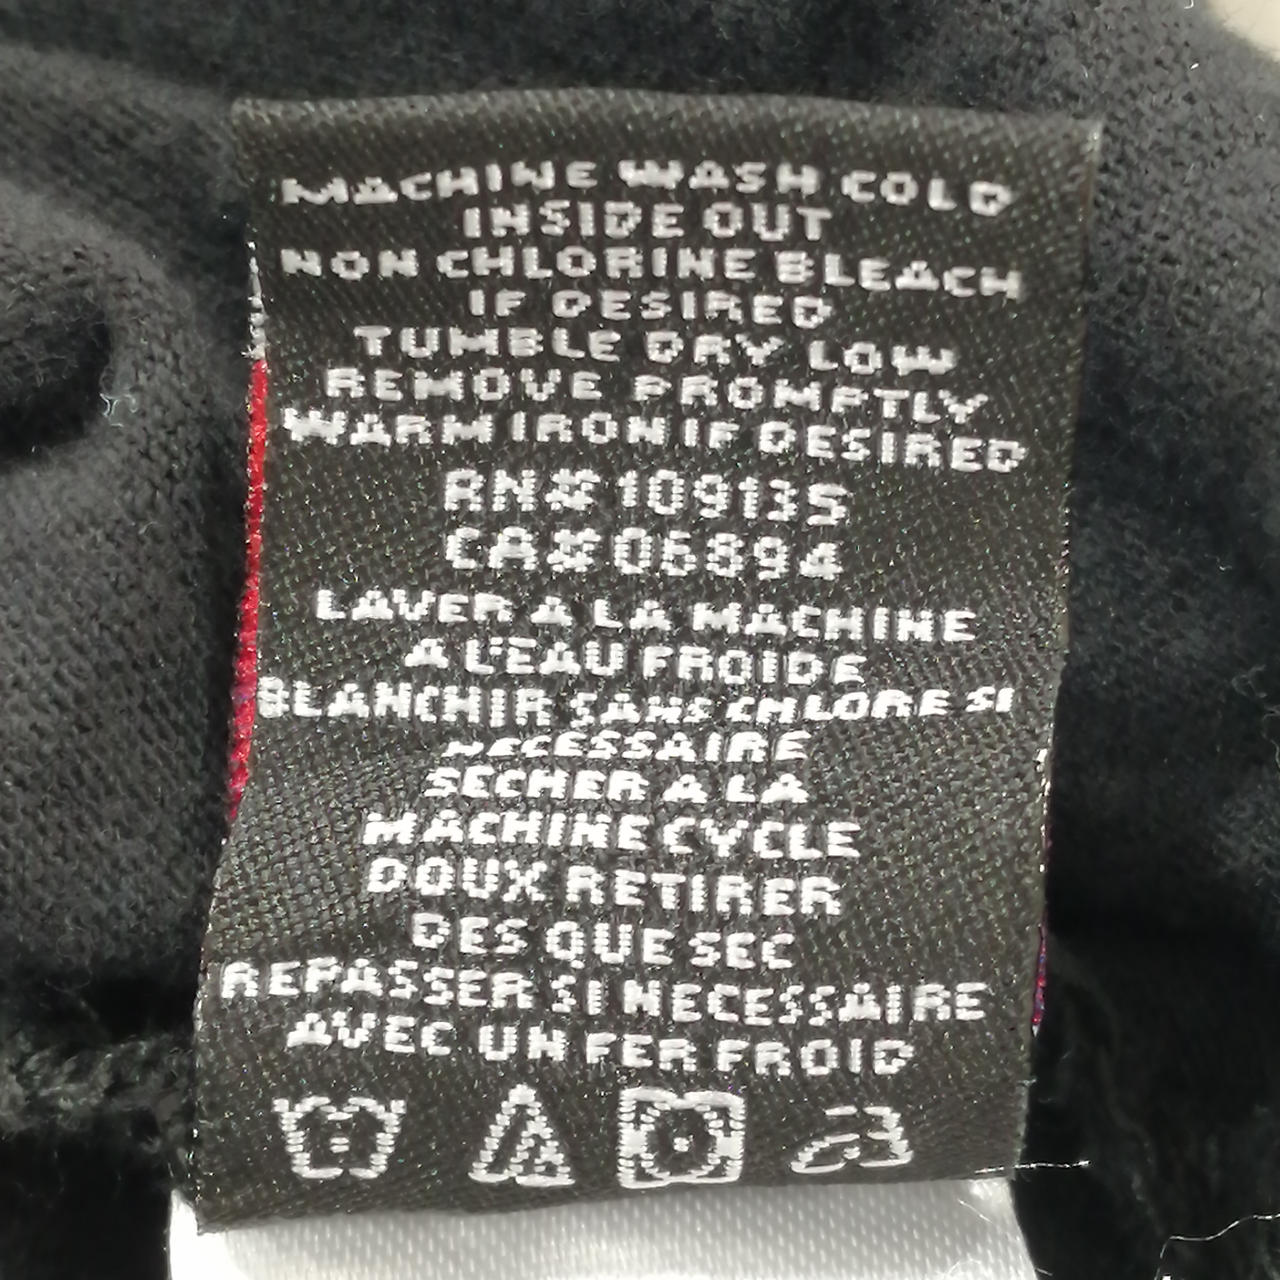 MACHINE WASH COLD
INSIDE OUT
NON CHLORINE BLEACH
IF DESIRED
TUMBLE DRY LOW
REMOVE PROMPTLY
WARM IRON IF DESIRED
RN# 109135
CA# 05894
LAVER A LA MACHINE
A L'EAU FROIDE
BLANCHIR SANS CHLORE SI
NECESSAIRE
SECHER A LA
MACHINE CYCLE
DOUX RETIRER
DES QUE SEC
REPASSER SI NECESSAIRE
AVEC UN FER FROID